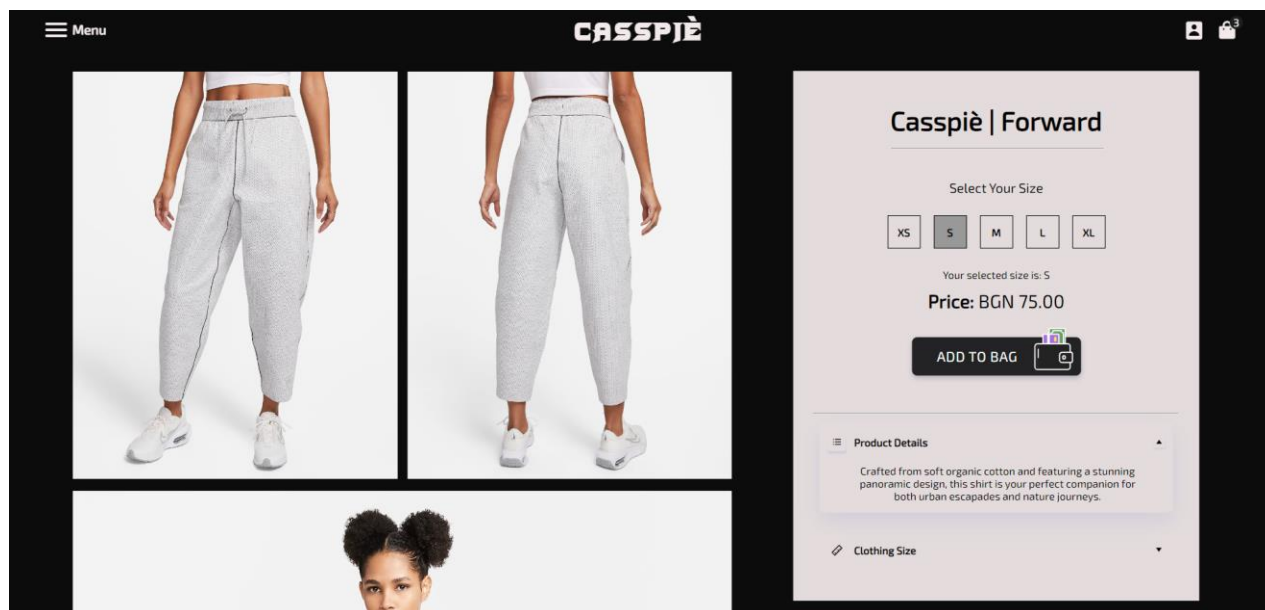 Menu
CASSPIÈ
3
Casspiè | Forward
Select Your Size
XS S M L XL
Your selected size is: S
Price: BGN 75.00
ADD TO BAG
Product Details
Crafted from soft organic cotton and featuring a stunning
panoramic design, this shirt is your perfect companion for
both urban escapades and nature journeys.
Clothing Size